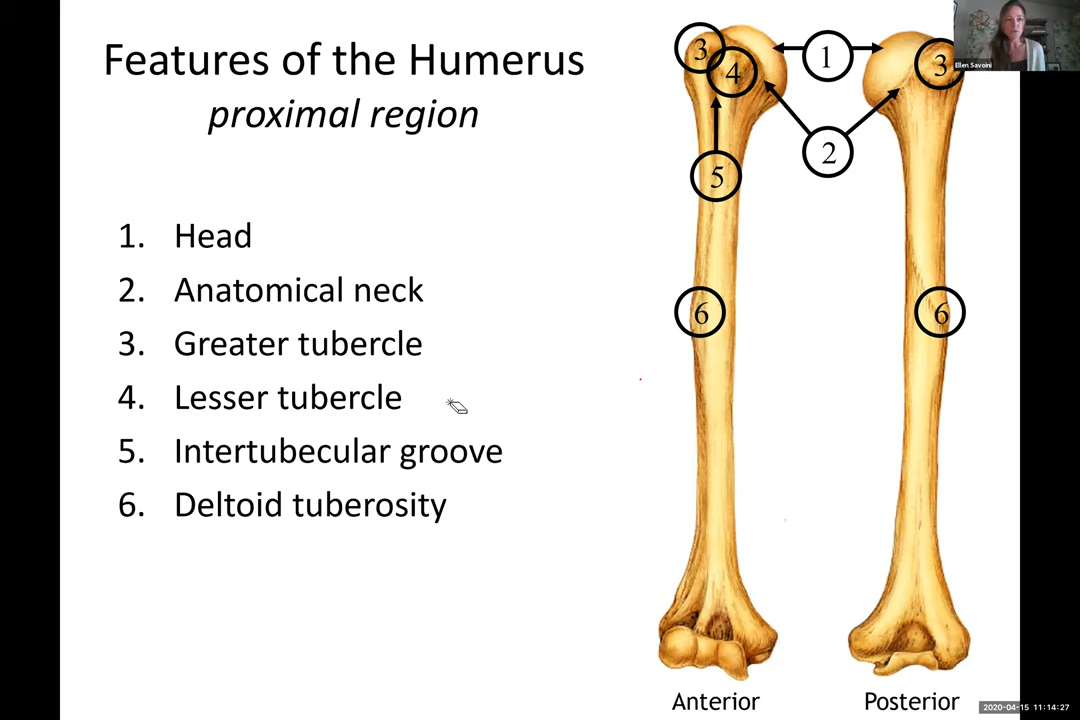 Features of the Humerus
proximal region
1. Head
2. Anatomical neck
3. Greater tubercle
4. Lesser tubercle
5. Intertubecular groove
6. Deltoid tuberosity
3
4
1
3
2
5
6
6
Anterior
Posterior
Ellen Savoini
2020-04-15 11:14:27